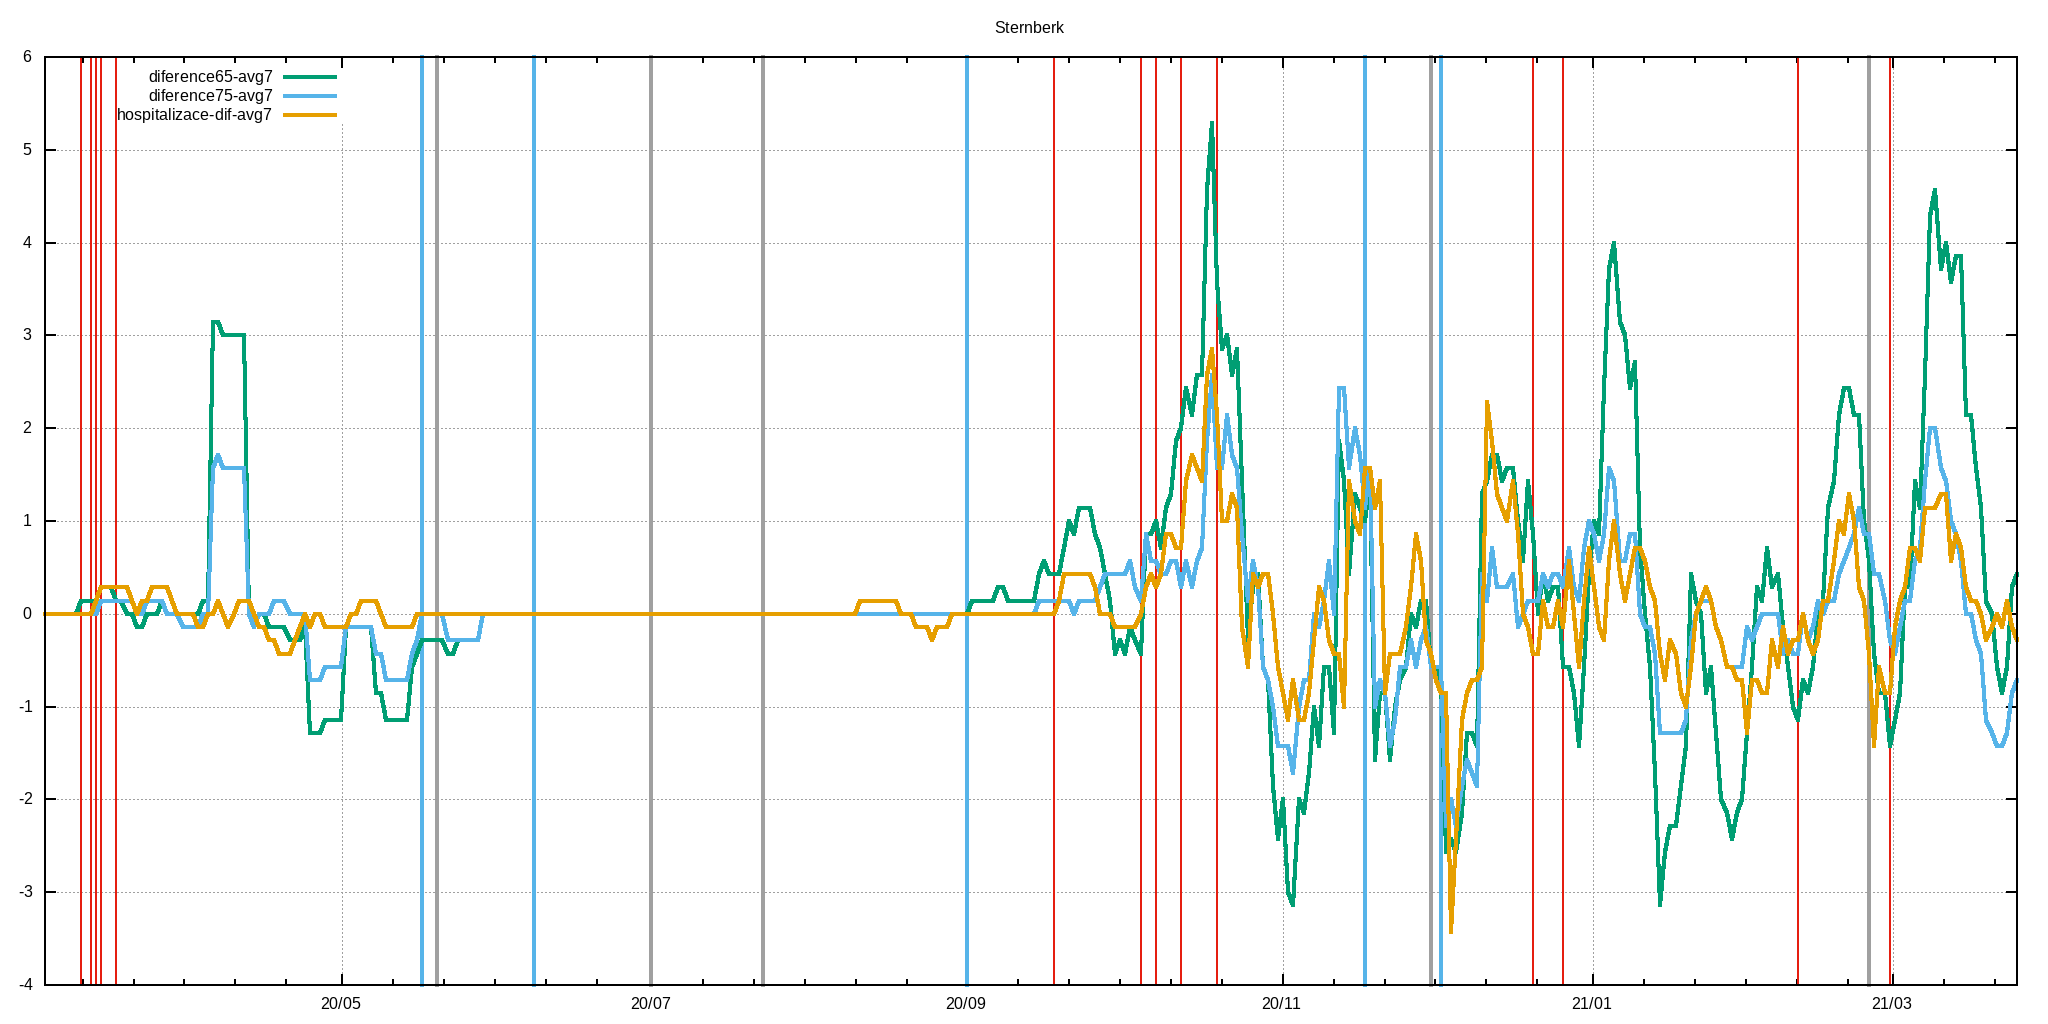 Sternberk
6
diference65-avg7
diference75-avg7
hospitalizace-dif-avg7
5
4
3
2
1
0
-1
-2
-3
-4
20/05 20/07 20/09 20/11 21/01 21/03